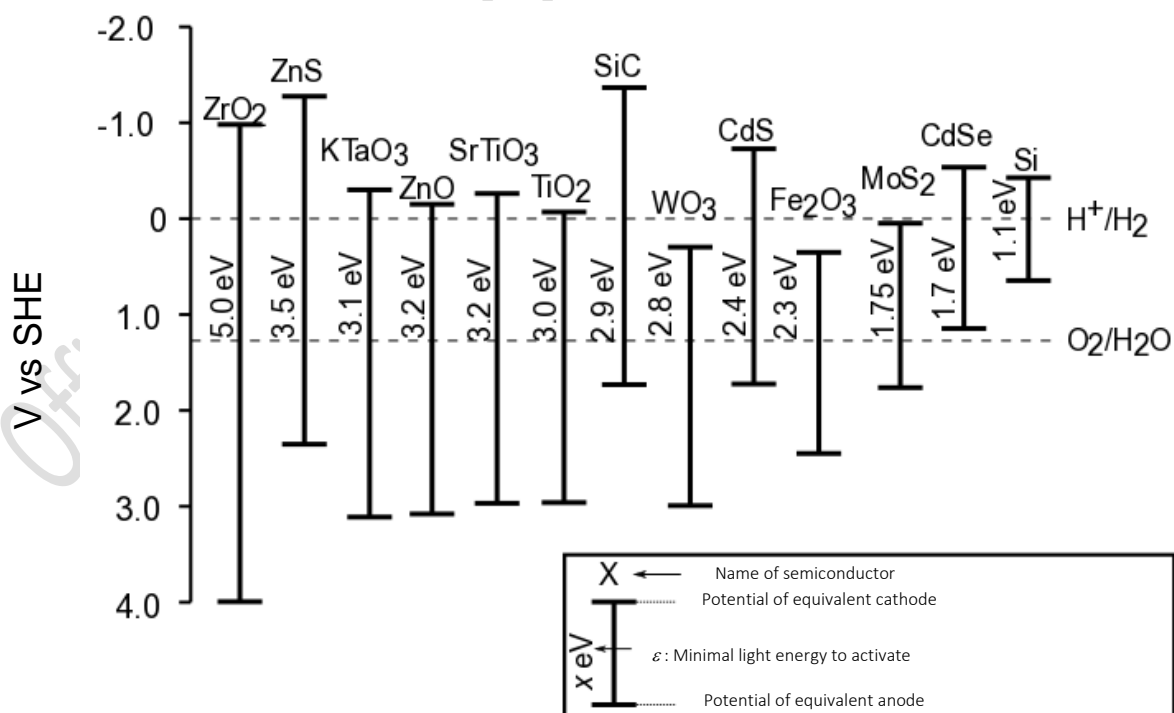 -2.0
-1.0
0
1.0
2.0
3.0
4.0
V vs SHE
ZrO2
5.0 eV
ZnS
3.5 eV
KTaO3
3.1 eV
ZnO
3.2 eV
SrTiO3
3.2 eV
TiO2
3.0 eV
SiC
2.9 eV
WO3
2.8 eV
CdS
2.4 eV
Fe2O3
2.3 eV
MoS2
1.75 eV
CdSe
1.7 eV
Si
1.1 eV
H+/H2
O2/H2O
X
Name of semiconductor
Potential of equivalent cathode
x eV
ε : Minimal light energy to activate
Potential of equivalent anode